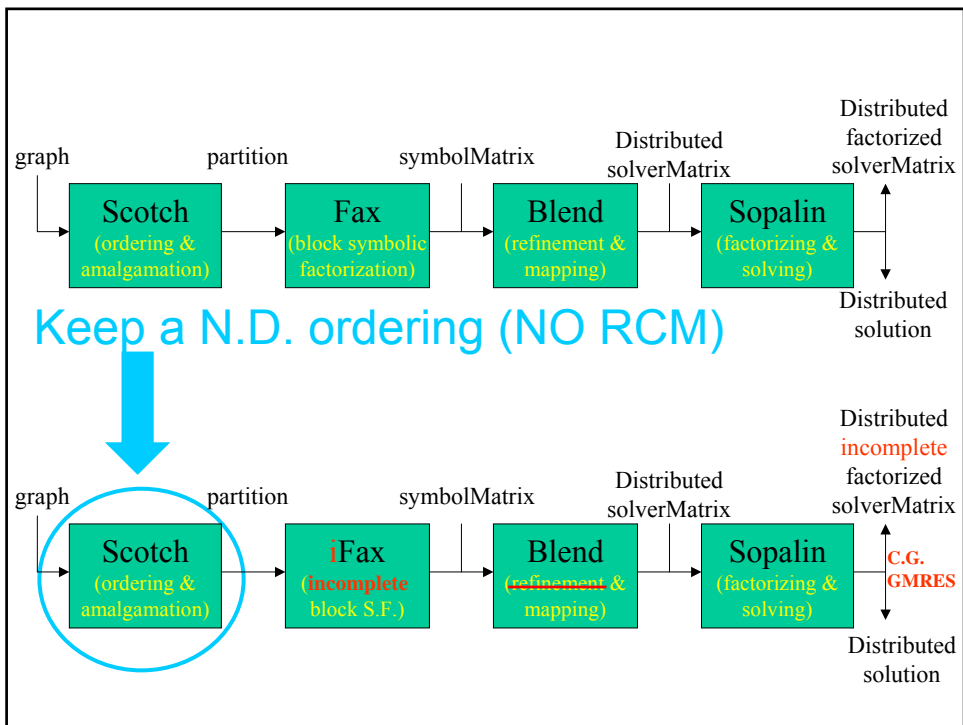 graph
partition
symbolMatrix
Distributed
solverMatrix
Distributed
factorized
solverMatrix
Scotch
(ordering &
amalgamation)
Fax
(block symbolic
factorization)
Blend
(refinement &
mapping)
Sopalin
(factorizing &
solving)
Distributed
solution
Keep a N.D. ordering (NO RCM)
graph
partition
symbolMatrix
Distributed
solverMatrix
Distributed
incomplete
factorized
solverMatrix
Scotch
(ordering &
amalgamation)
iFax
(incomplete
block S.F.)
Blend
(refinement &
mapping)
Sopalin
(factorizing &
solving)
C.G.
GMRES
Distributed
solution